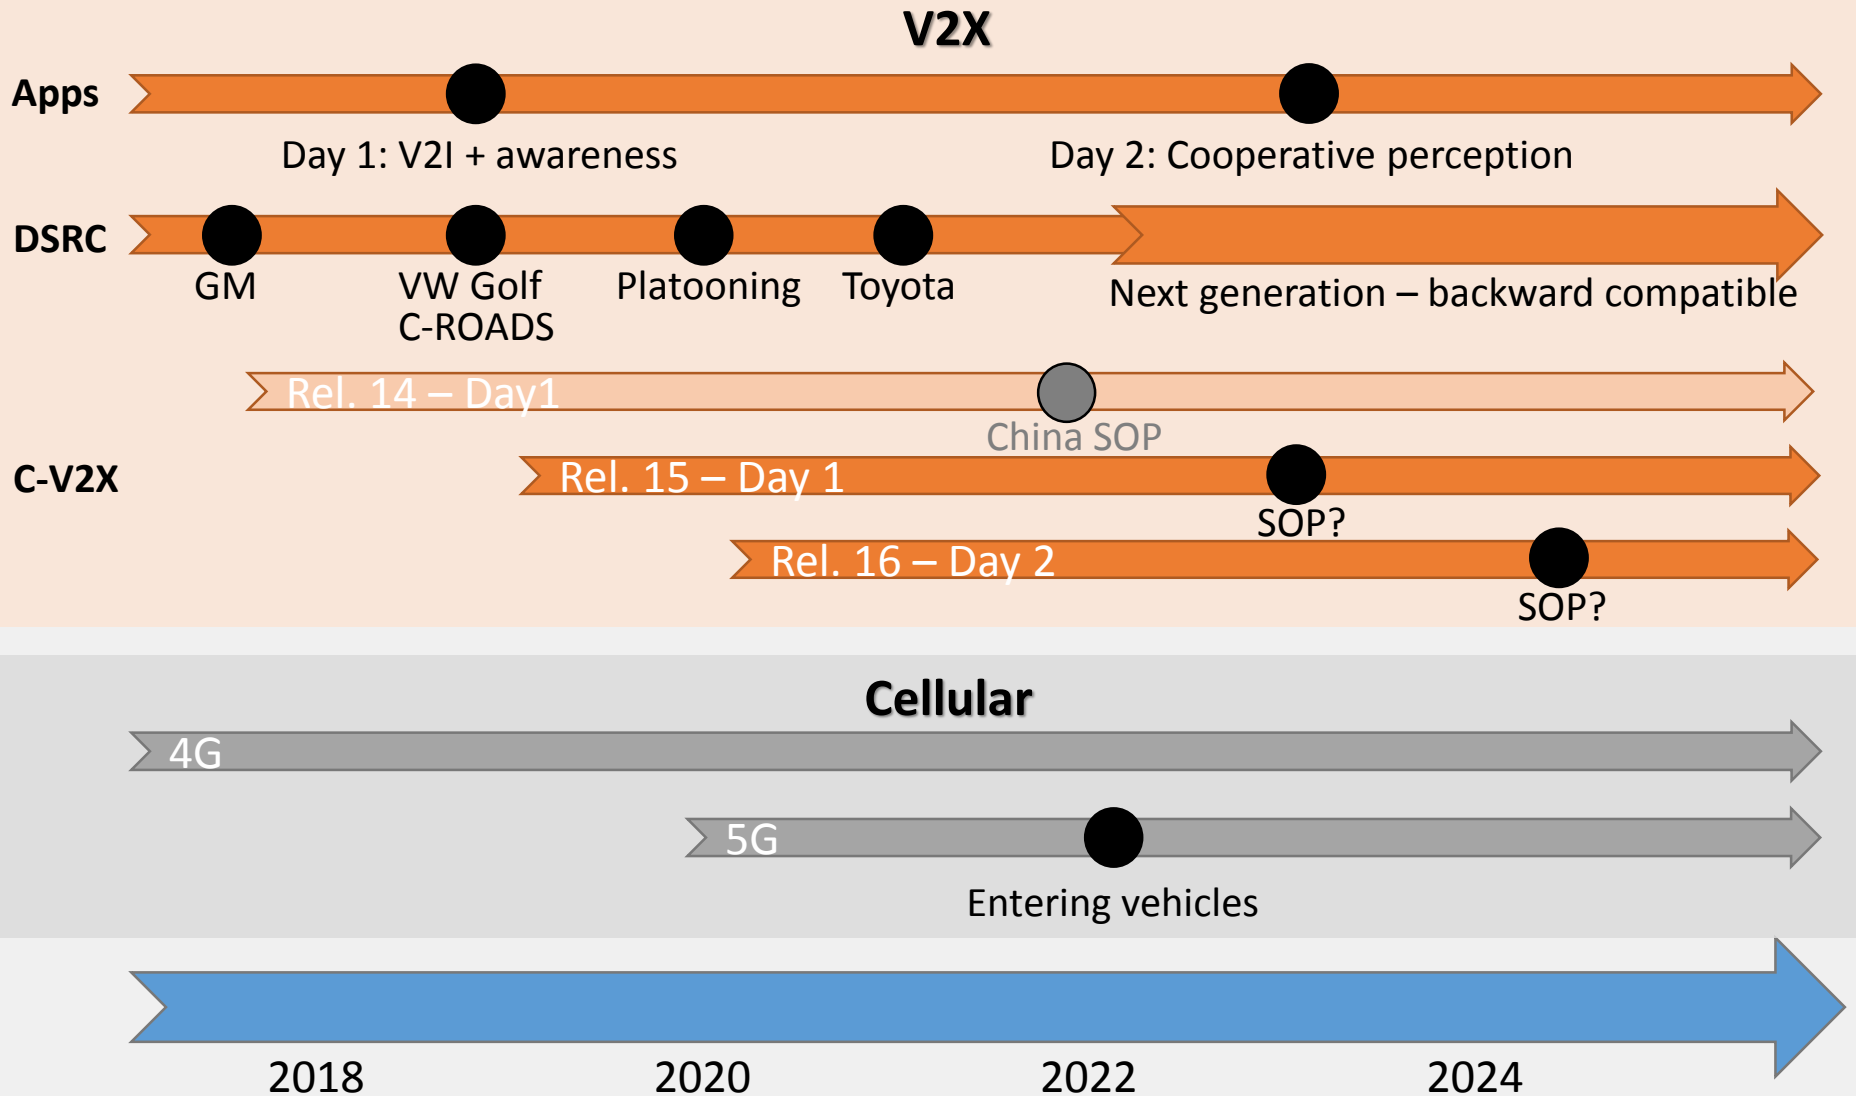 V2X
Apps
Day 1: V2I + awareness
Day 2: Cooperative perception
DSRC
GM
VW Golf
C-ROADS
Platooning
Toyota
Next generation – backward compatible
Rel. 14 – Day1
China SOP
C-V2X
Rel. 15 – Day 1
SOP?
Rel. 16 – Day 2
SOP?
Cellular
4G
5G
Entering vehicles
2018
2020
2022
2024